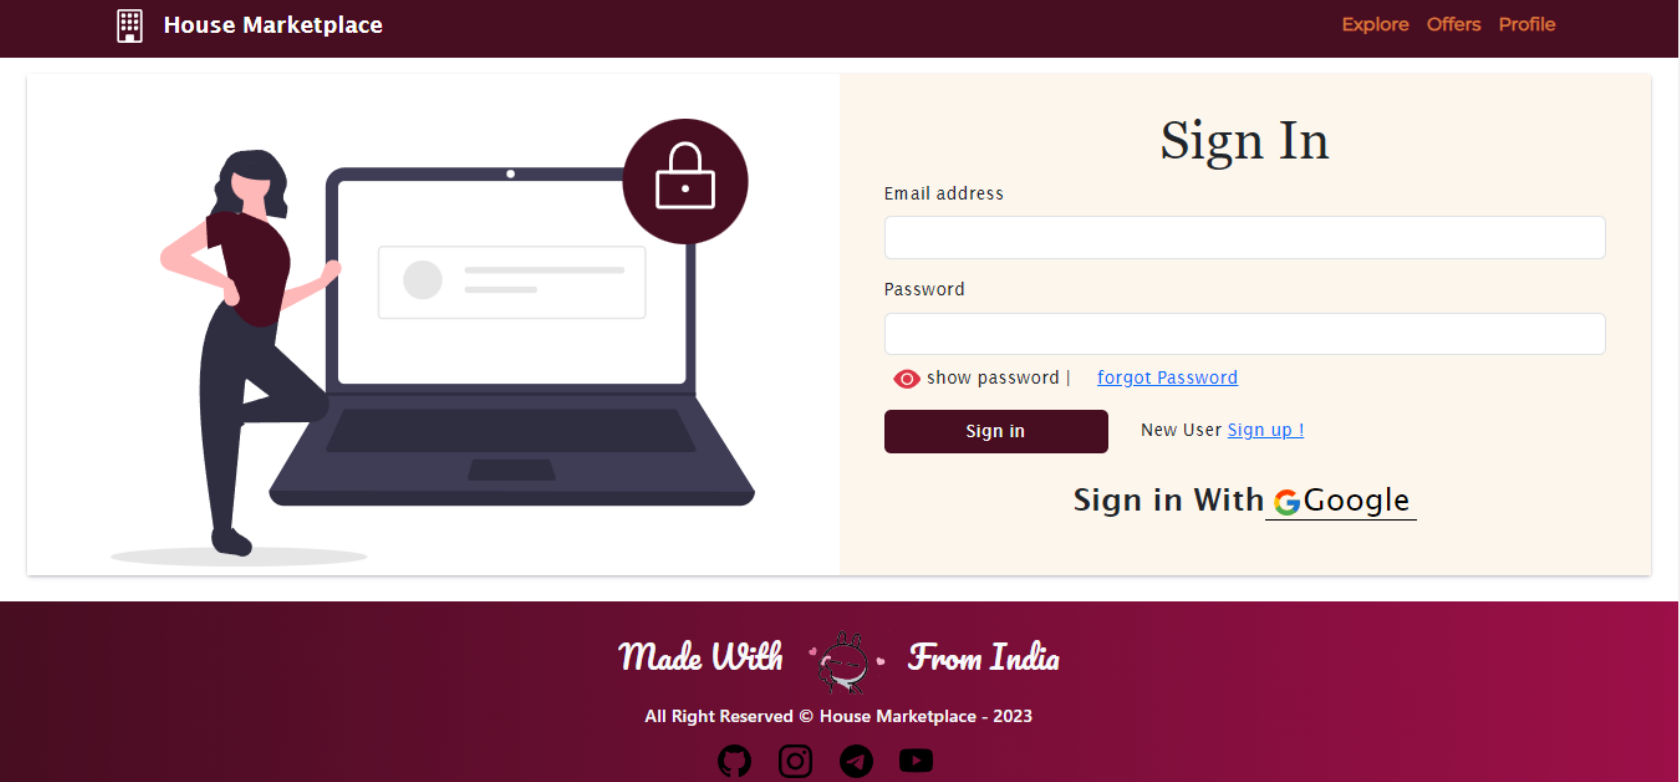 House Marketplace
Explore Offers Profile
Sign In
Email address
Password
show password | forgot Password
Sign in
New User Sign up !
Sign in With Google
Made With From India
All Right Reserved © House Marketplace - 2023